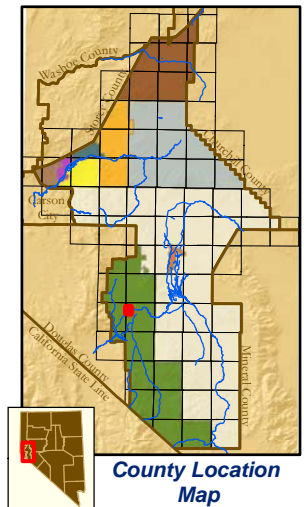 Washoe County
Storey County
Churchill County
Carson
City
Douglas County
California State Line
Mineral County
County Location
Map